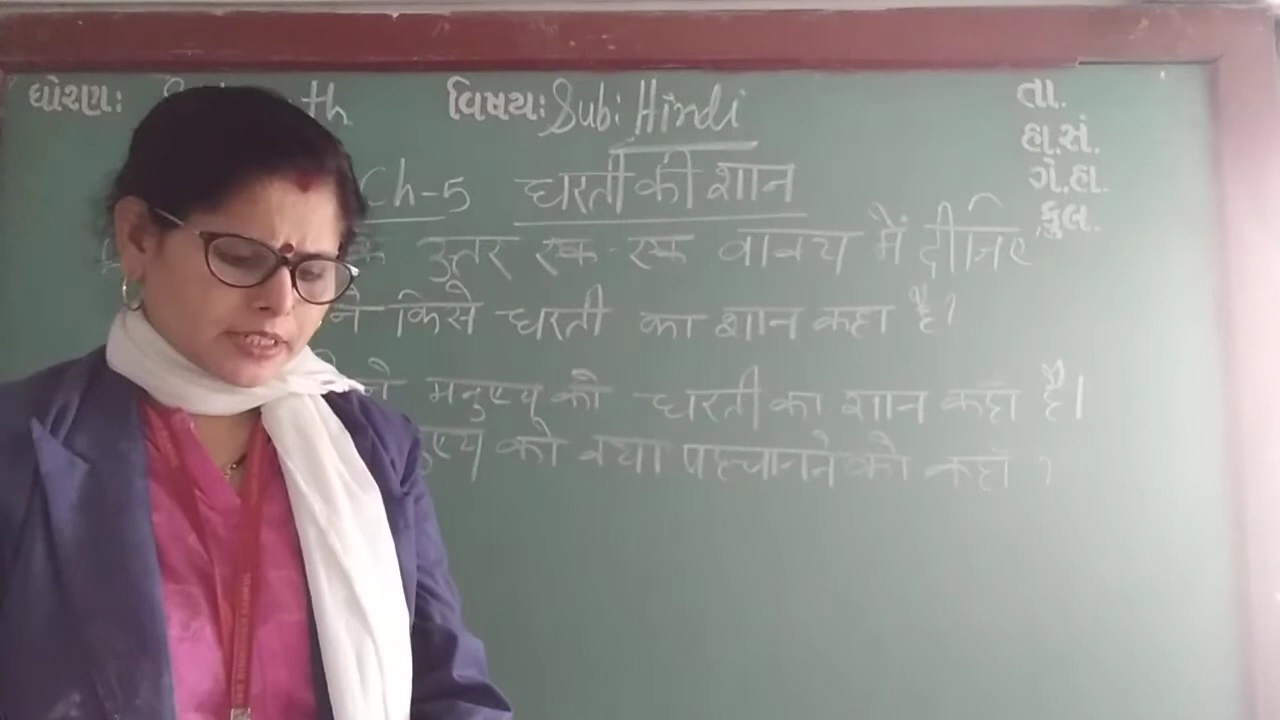 ધોરણ: th વિષય: Sub: Hindi તા.
હા.સં.
ગે.હા.
કુલ.
Ch-5 धरती की शान
के उत्तर एक-एक वाक्य में दीजिए
ने किसे धरती का शान कहा है?
ने मनुष्य को धरती का शान कहा है।
को क्या पहचानने को कहा ?